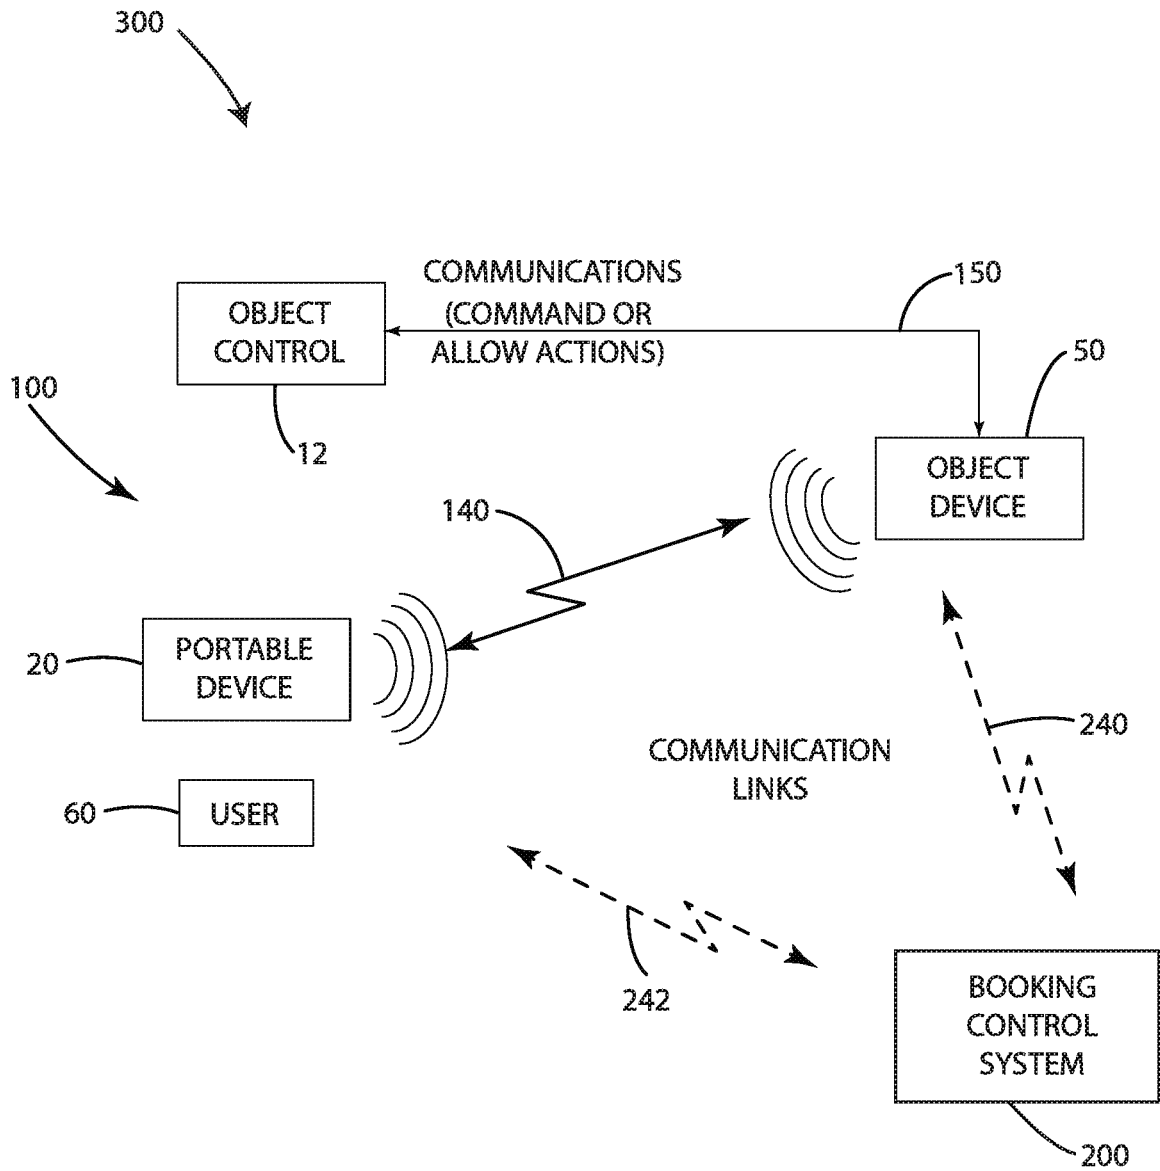 300
COMMUNICATIONS
(COMMAND OR
ALLOW ACTIONS)
150
OBJECT
CONTROL
12
50
100
OBJECT
DEVICE
140
PORTABLE
DEVICE
20
COMMUNICATION
LINKS
240
60
USER
242
BOOKING
CONTROL
SYSTEM
200